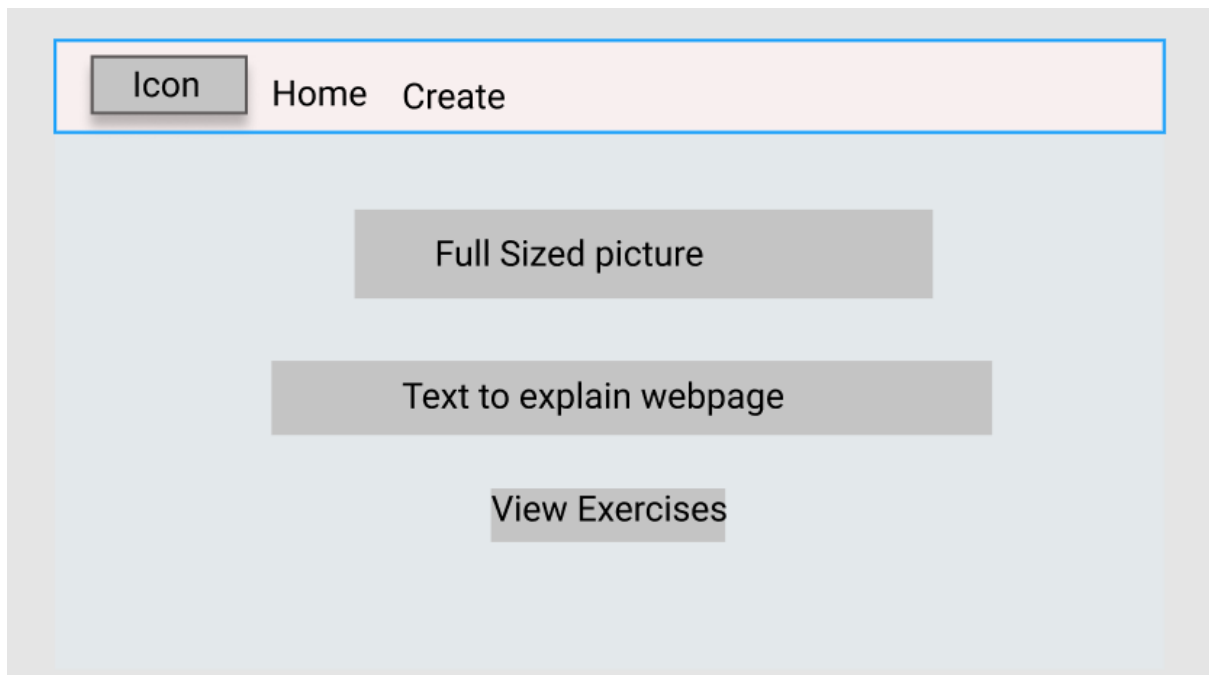 Icon Home Create
Full Sized picture
Text to explain webpage
View Exercises